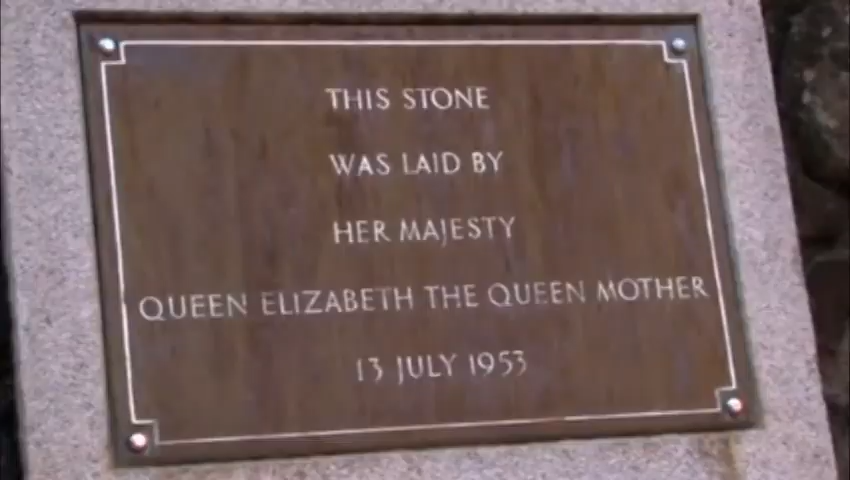 THIS STONE
WAS LAID BY
HER MAJESTY
QUEEN ELIZABETH THE QUEEN MOTHER
13 JULY 1953